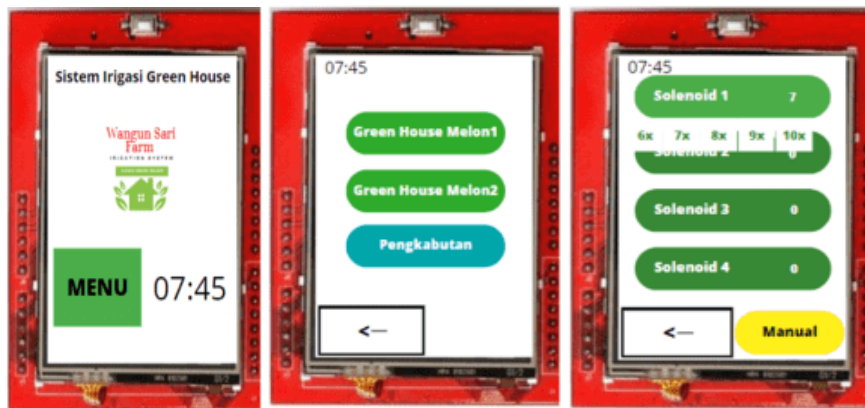 Sistem Irigasi Green House
Wangun Sari
Farm
IRIGATION SYSTEM
MENU
07:45
07:45
Green House Melon1
Green House Melon2
Pengkabutan
<—
07:45
Solenoid 1 7
6x 7x 8x 9x 10x
Solenoid 2 0
Solenoid 3 0
Solenoid 4 0
<—
Manual